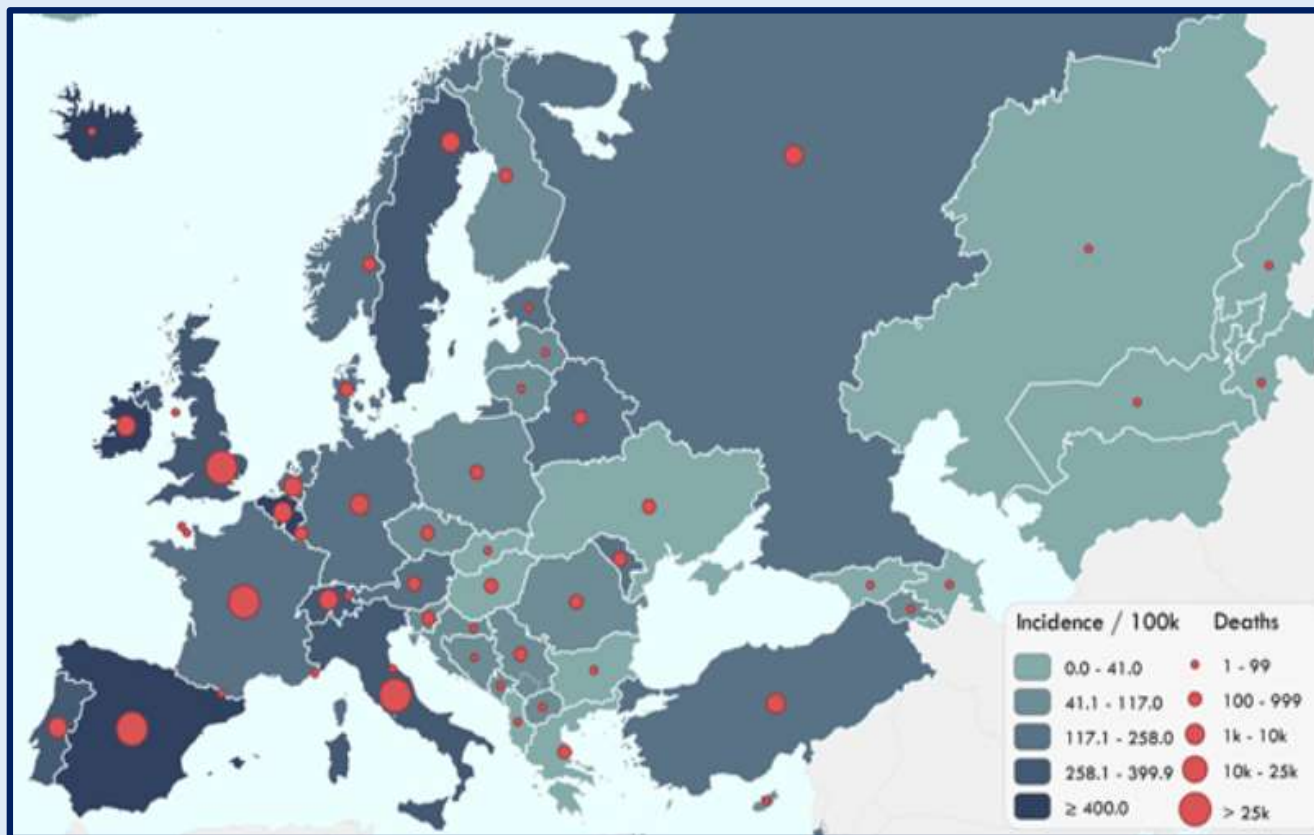 Incidence / 100k Deaths
0.0 - 41.0 1 - 99
41.1 - 117.0 100 - 999
117.1 - 258.0 1k - 10k
258.1 - 399.9 10k - 25k
≥ 400.0 > 25k